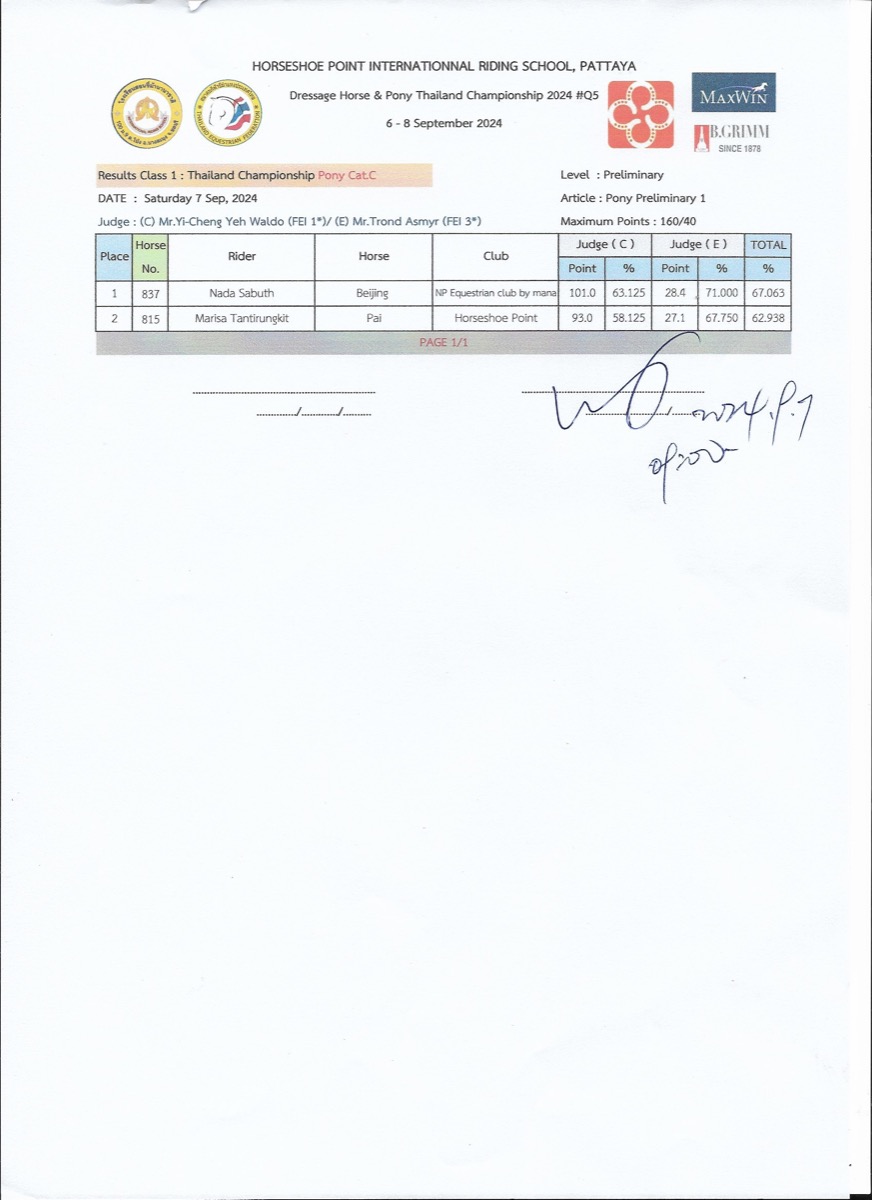 HORSESHOE POINT INTERNATIONNAL RIDING SCHOOL, PATTAYA
Dressage Horse & Pony Thailand Championship 2024 #Q5
6 - 8 September 2024
THAILAND EQUESTRIAN FEDERATION
MAXWIN
B.GRIMM
SINCE 1878
Results Class 1 : Thailand Championship Pony Cat.C
Level : Preliminary
DATE : Saturday 7 Sep, 2024
Article : Pony Preliminary 1
Judge : (C) Mr.Yi-Cheng Yeh Waldo (FEI 1*)/ (E) Mr.Trond Asmyr (FEI 3*)
Maximum Points : 160/40
Place Horse No. Rider Horse Club Judge ( C ) Judge ( E ) TOTAL
Point % Point % %
1 837 Nada Sabuth Beijing NP Equestrian club by mana 101.0 63.125 28.4 71.000 67.063
2 815 Marisa Tantirungkit Pai Horseshoe Point 93.0 58.125 27.1 67.750 62.938
PAGE 1/1